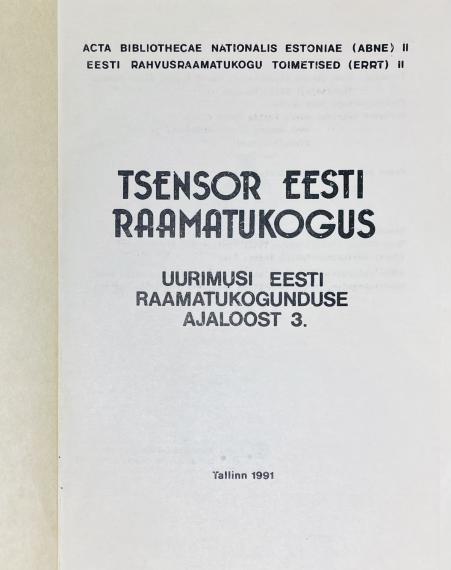 ACTA BIBLIOTHECAE NATIONALIS ESTONIAE (ABNE) II
EESTI RAHVUSRAAMATUKOGU TOIMETISED (ERRT) II
TSENSOR EESTI
RAAMATUKOGUS
UURIMUSI EESTI
RAAMATUKOGUNDUSE
AJALOOST 3.
Tallinn 1991